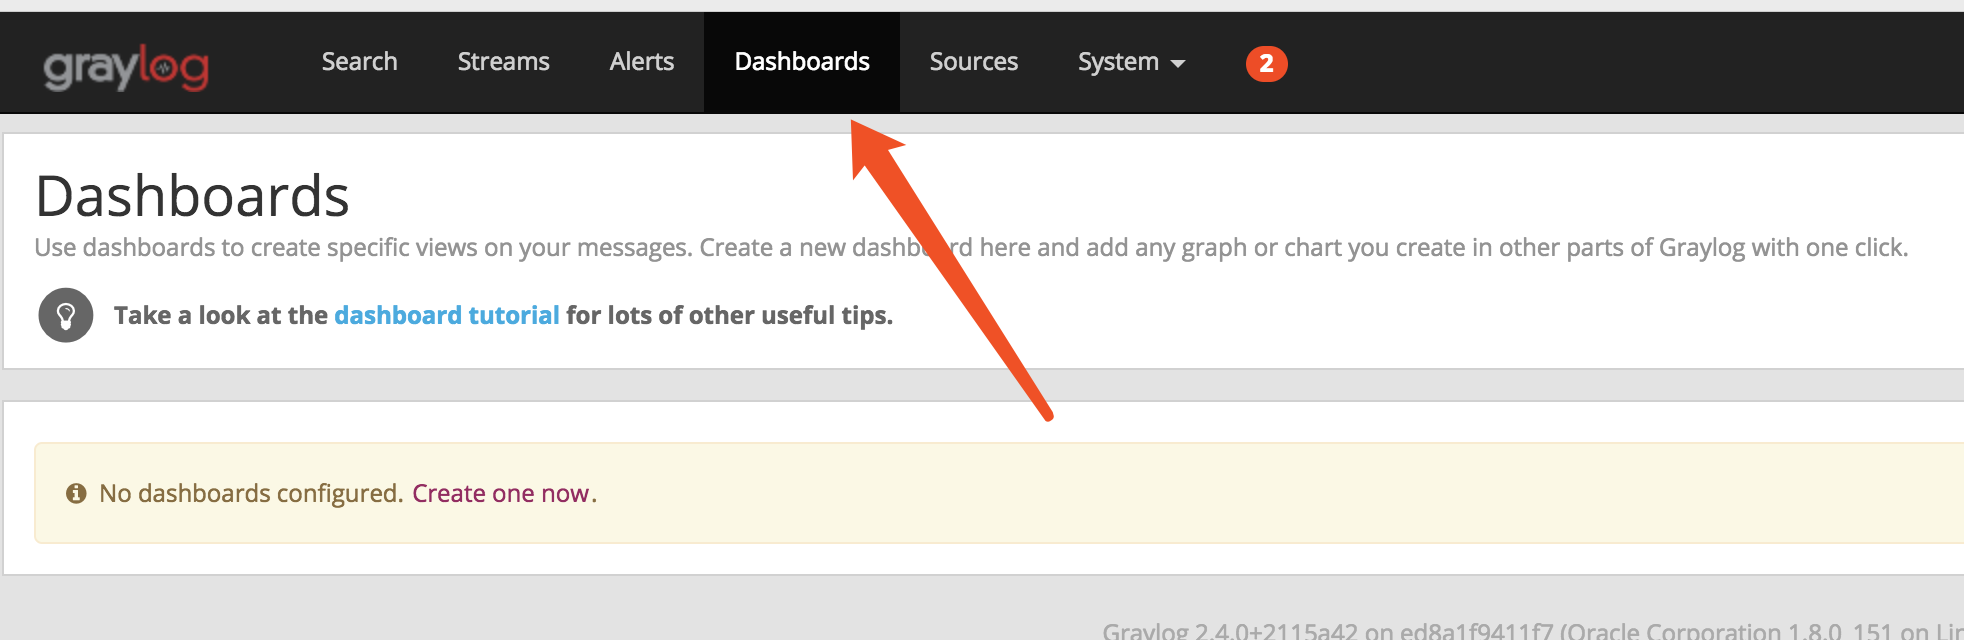 graylog Search Streams Alerts Dashboards Sources System 2
Dashboards
Use dashboards to create specific views on your messages. Create a new dashb rd here and add any graph or chart you create in other parts of Graylog with one click.
Take a look at the dashboard tutorial for lots of other useful tips.
No dashboards configured. Create one now.
Graylog 2.4.0+2115a42 on ed8a1f9411f7 (Oracle Corporation 1.8.0_151 on Lin